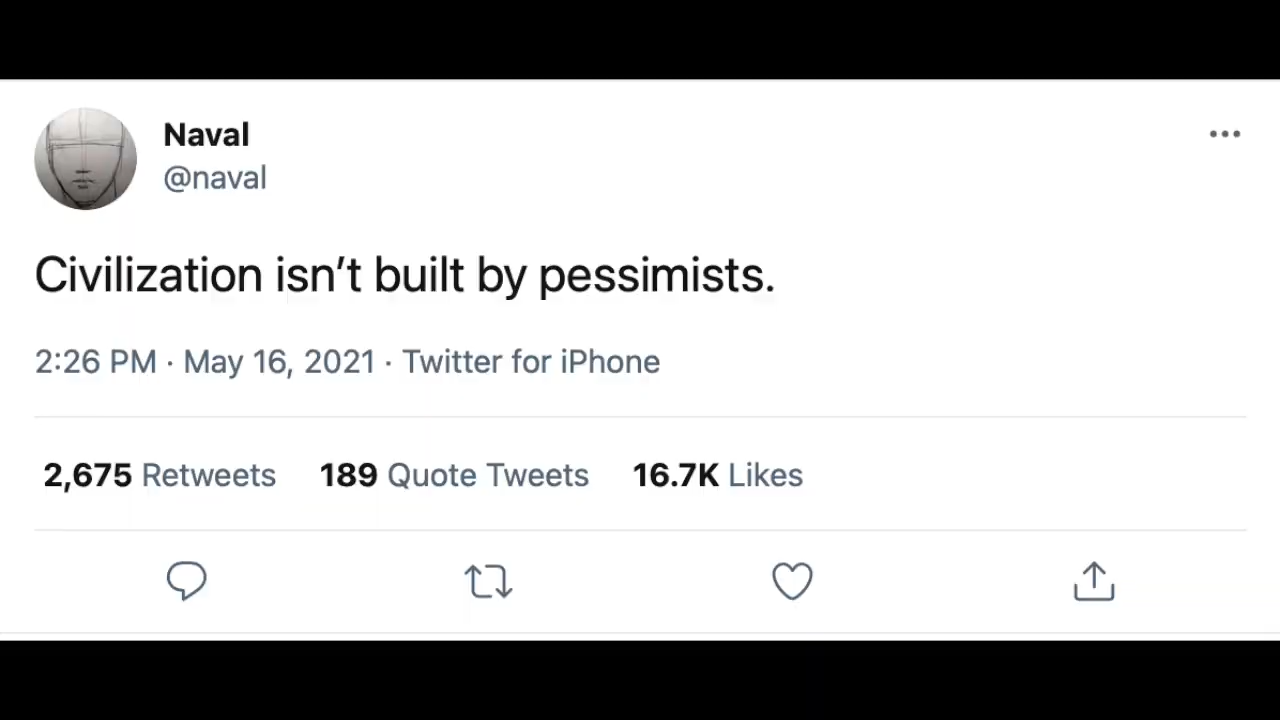 Naval
@naval
Civilization isn’t built by pessimists.
2:26 PM · May 16, 2021 · Twitter for iPhone
2,675 Retweets 189 Quote Tweets 16.7K Likes